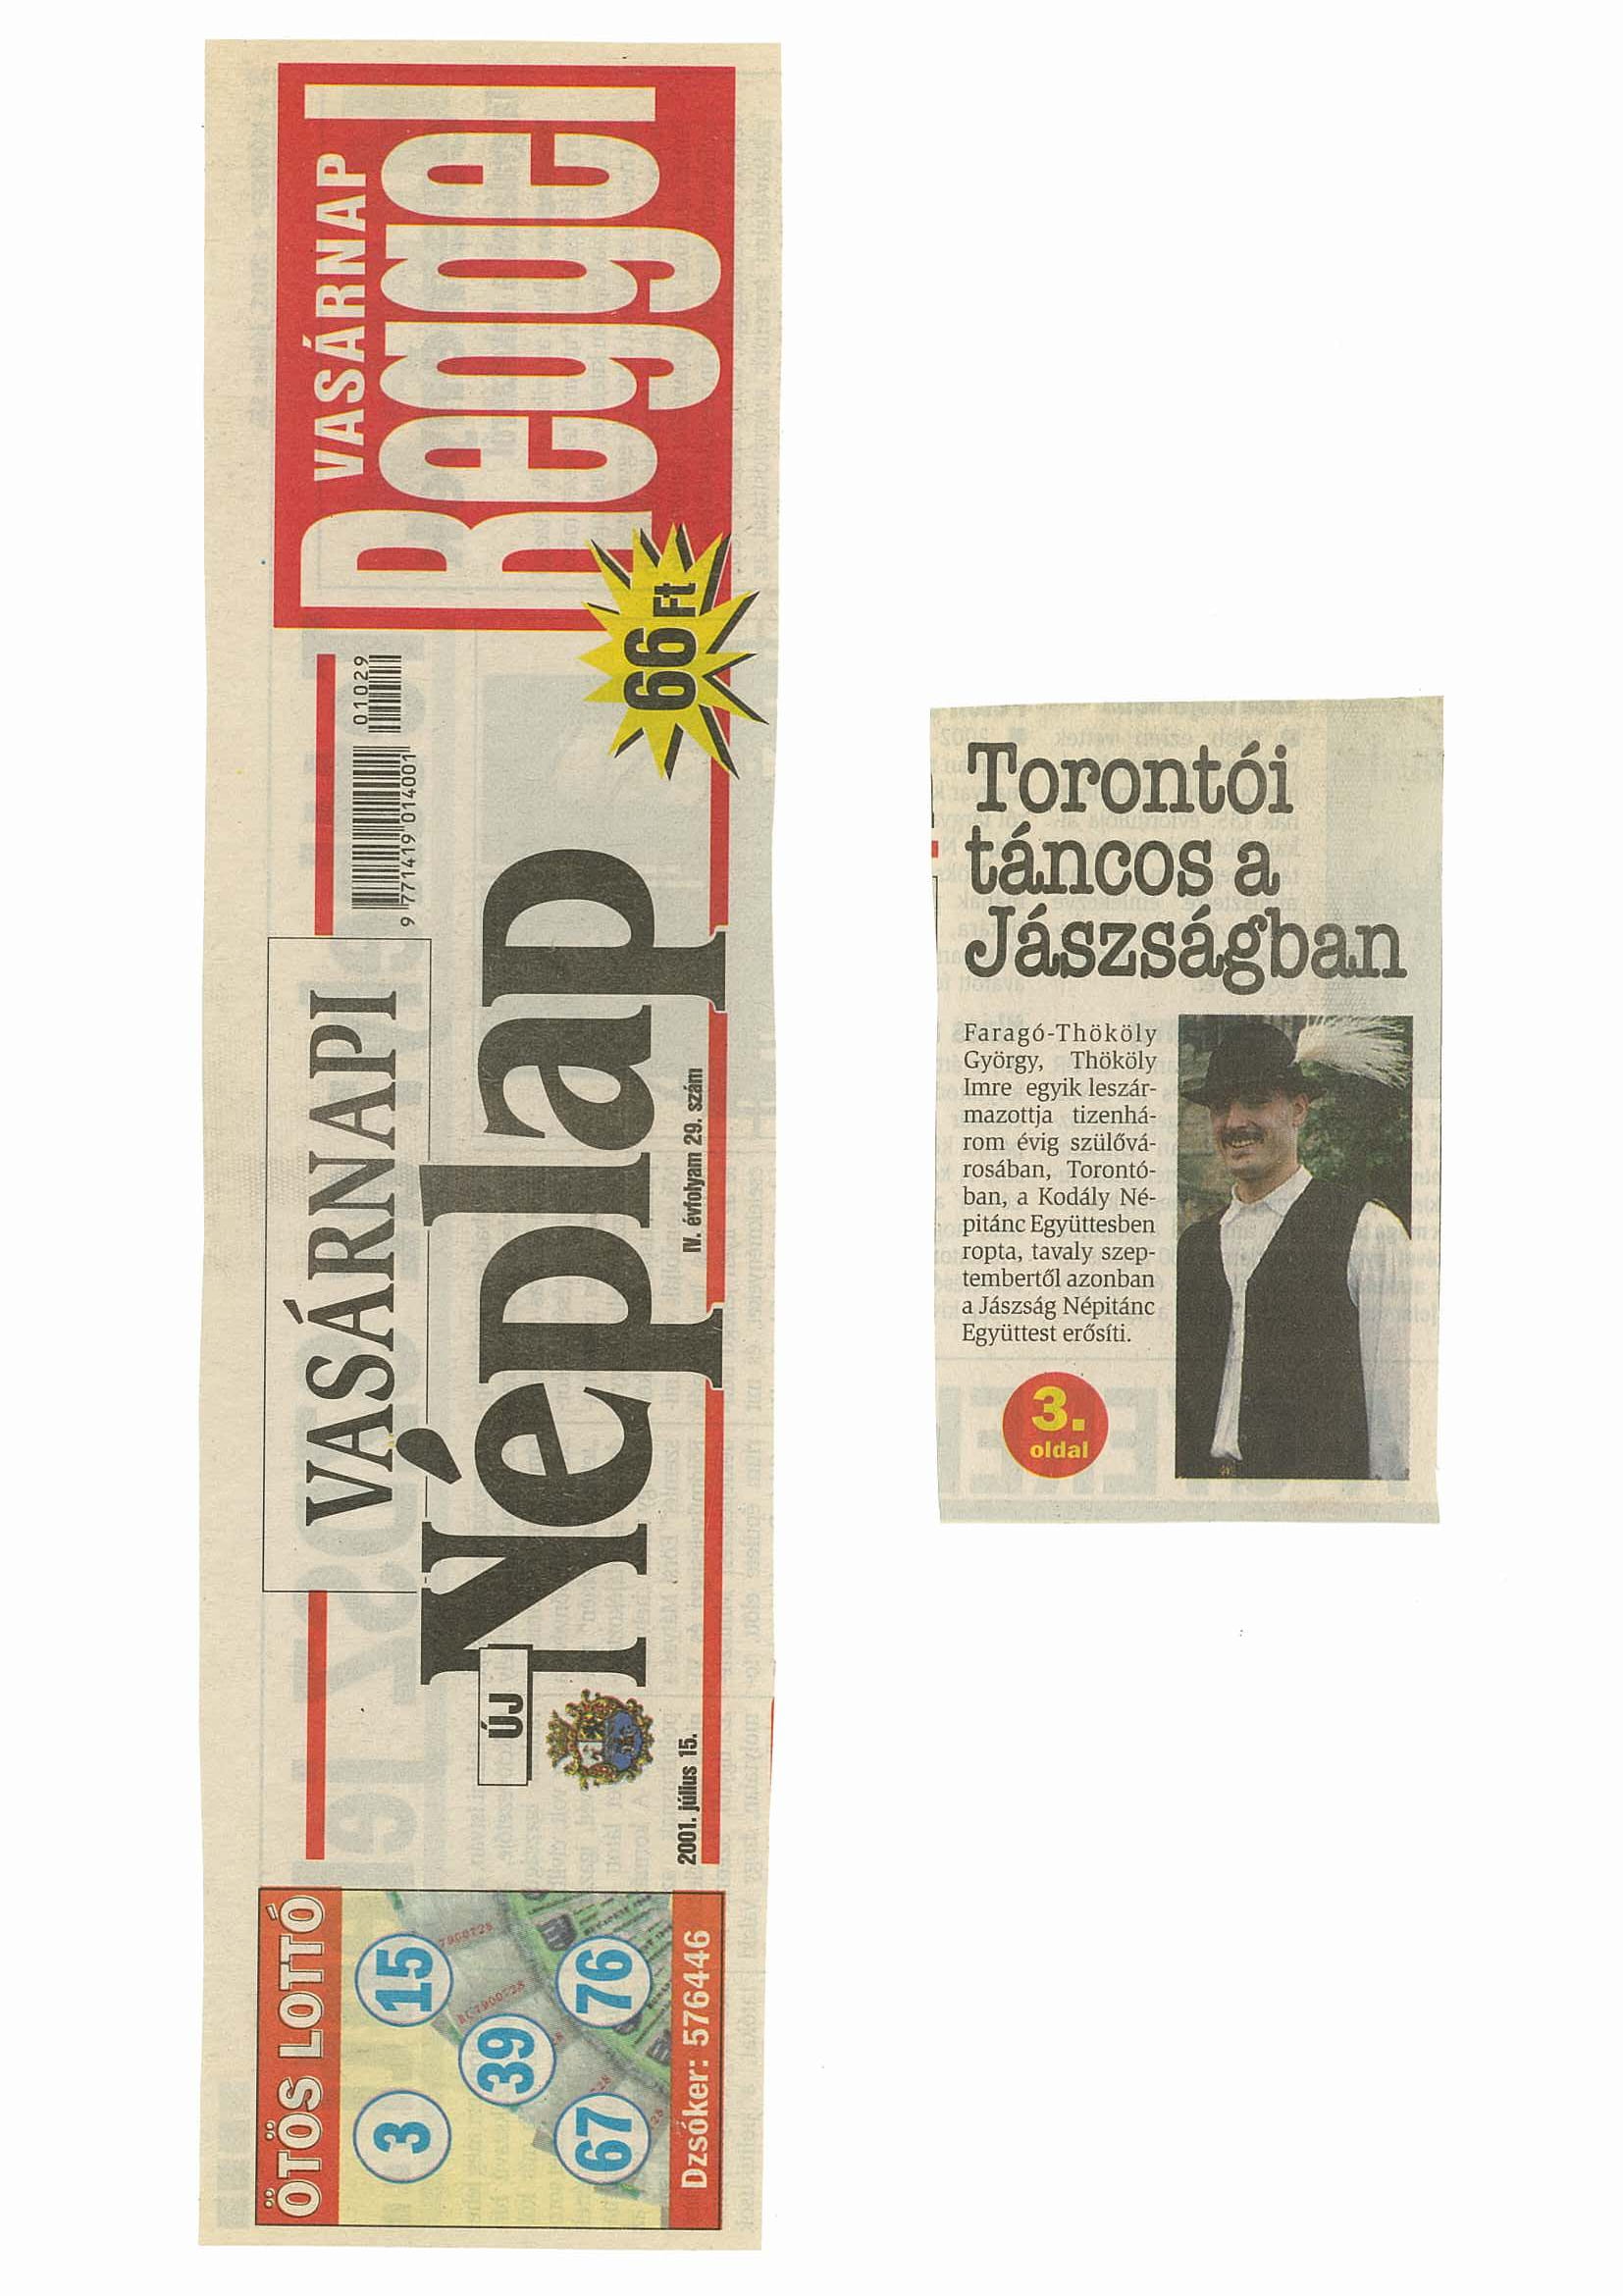 ÖTÖS LOTTÓ
3
15
39
67
76
Dzsóker: 576446
VASÁRNAPI
ÚJ
Néplap
2001. július 15.
IV. évfolyam 29. szám
9 771419 014001
01029
66 Ft
VASÁRNAP
Reggel
Torontói
táncos a
Jászságban
Faragó-Thököly
György, Thököly
Imre egyik leszár-
mazottja tizenhá-
rom évig szülővá-
rosában, Torontó-
ban, a Kodály Né-
pitánc Együttesben
ropta, tavaly szep-
tembertől azonban
a Jászság Népitánc
Együttest erősíti.
3.
oldal